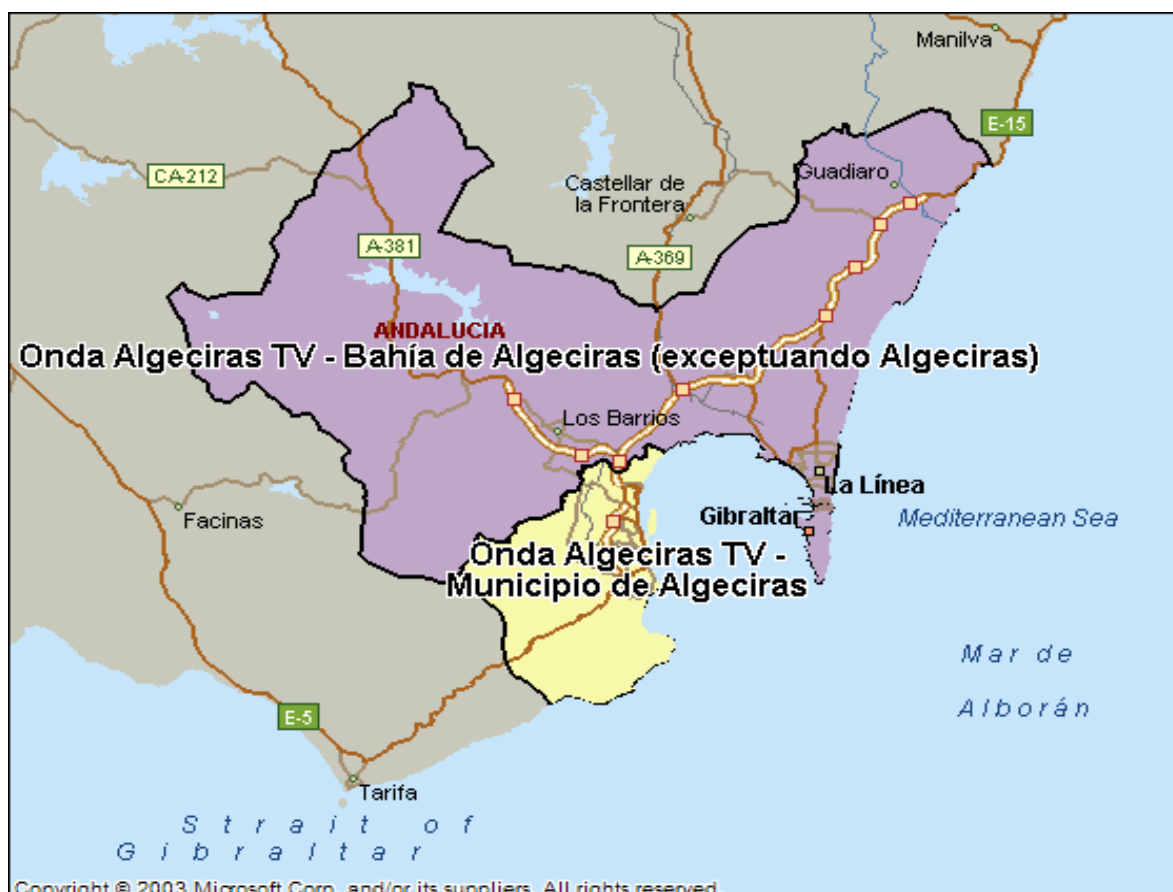 Manilva
E-15
CA-212
Guadiaro
Castellar de
la Frontera
A-381
A-369
ANDALUCIA
Onda Algeciras TV - Bahía de Algeciras (exceptuando Algeciras)
Los Barrios
La Línea
Facinas
Gibraltar
Mediterranean Sea
Onda Algeciras TV -
Municipio de Algeciras
Mar de
Alborán
E-5
Tarifa
Strait of
Gibraltar
Copyright © 2003 Microsoft Corp. and/or its suppliers. All rights reserved.